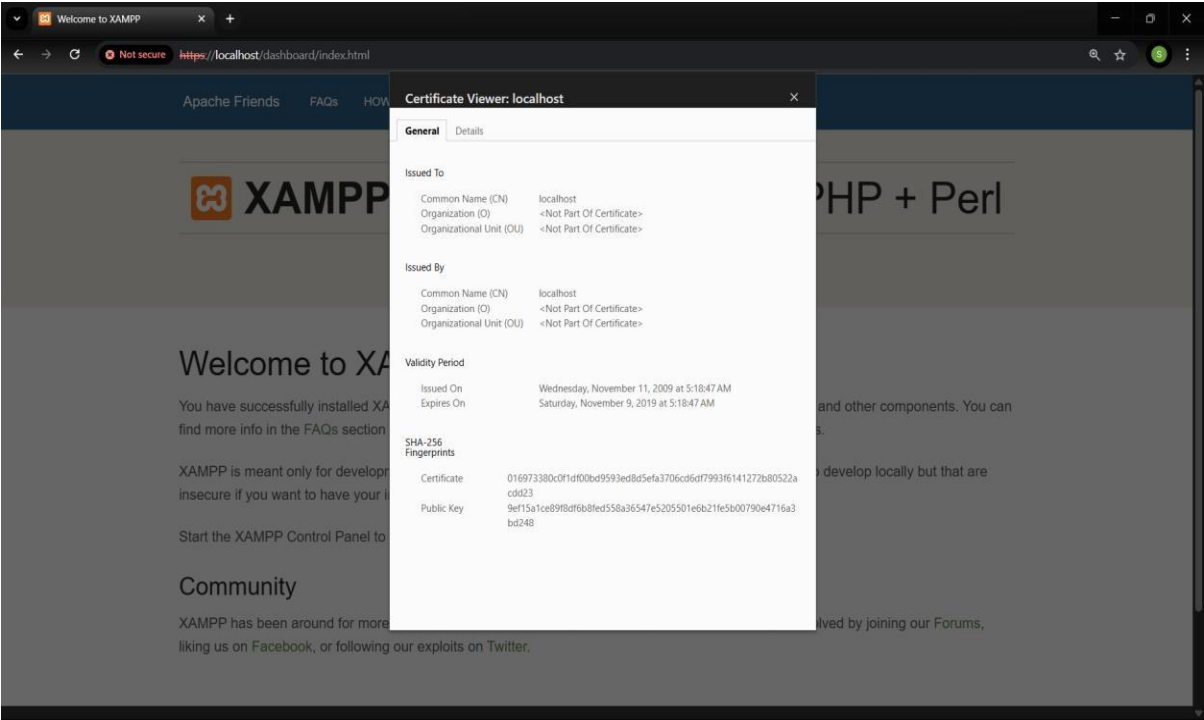 Welcome to XAMPP
Not secure https://localhost/dashboard/index.html
S
Apache Friends FAQs HOW
Certificate Viewer: localhost
General Details
XAMPP PHP + Perl
Issued To
Common Name (CN) localhost
Organization (O) <Not Part Of Certificate>
Organizational Unit (OU) <Not Part Of Certificate>
Issued By
Common Name (CN) localhost
Organization (O) <Not Part Of Certificate>
Organizational Unit (OU) <Not Part Of Certificate>
Validity Period
Issued On Wednesday, November 11, 2009 at 5:18:47 AM
Expires On Saturday, November 9, 2019 at 5:18:47 AM
SHA-256
Fingerprints
Certificate 016973380c0f1df00bd9593ed8d5efa3706cd6df7993f6141272b80522a
cdd23
Public Key 9ef15a1ce89f8df6b8fed558a36547e5205501e6b21fe5b00790e4716a3
bd248
Welcome to XA
You have successfully installed XA and other components. You can
find more info in the FAQs section s.
XAMPP is meant only for develop o develop locally but that are
insecure if you want to have your i
Start the XAMPP Control Panel to
Community
XAMPP has been around for more lved by joining our Forums,
liking us on Facebook, or following our exploits on Twitter.